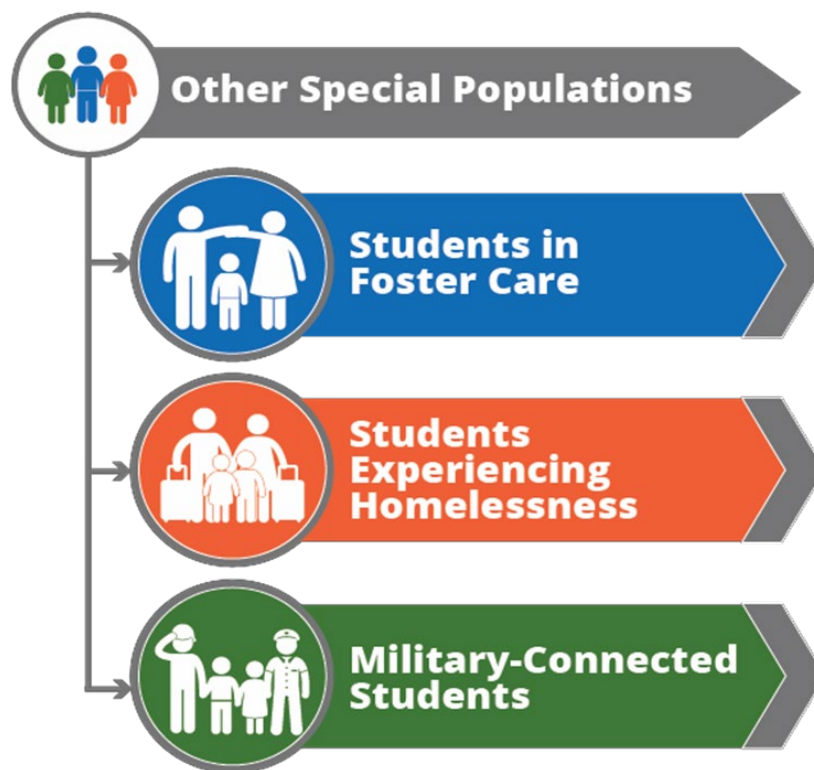 Other Special Populations
Students in
Foster Care
Students
Experiencing
Homelessness
Military-Connected
Students